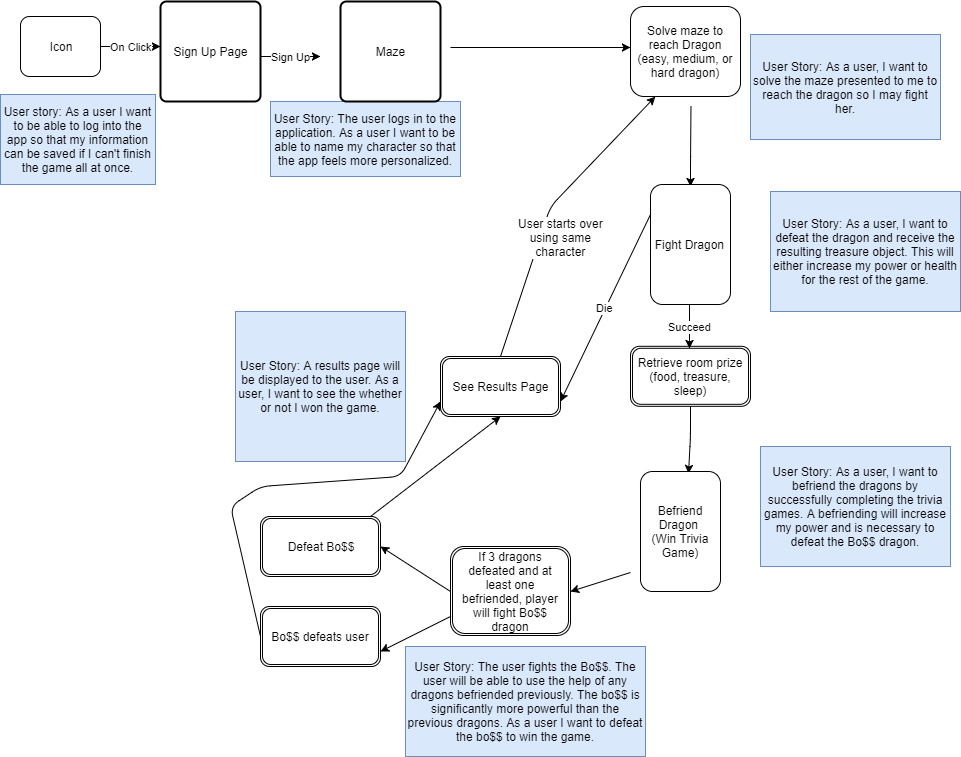 Icon
On Click
Sign Up Page
Sign Up
Maze
Solve maze to
reach Dragon
(easy, medium, or
hard dragon)
User Story: As a user, I want to
solve the maze presented to me to
reach the dragon so I may fight
her.
User story: As a user I want
to be able to log into the
app so that my information
can be saved if I can't finish
the game all at once.
User Story: The user logs in to the
application. As a user I want to be
able to name my character so that
the app feels more personalized.
User starts over
using same
character
Fight Dragon
User Story: As a user, I want to
defeat the dragon and receive the
resulting treasure object. This will
either increase my power or health
for the rest of the game.
Die
Succeed
User Story: A results page will
be displayed to the user. As a
user, I want to see the whether
or not I won the game.
See Results Page
Retrieve room prize
(food, treasure,
sleep)
Befriend
Dragon
(Win Trivia
Game)
User Story: As a user, I want to
befriend the dragons by
successfully completing the trivia
games. A befriending will increase
my power and is necessary to
defeat the Bo$$ dragon.
Defeat Bo$$
If 3 dragons
defeated and at
least one
befriended, player
will fight Bo$$
dragon
Bo$$ defeats user
User Story: The user fights the Bo$$. The
user will be able to use the help of any
dragons befriended previously. The bo$$ is
significantly more powerful than the
previous dragons. As a user I want to defeat
the bo$$ to win the game.